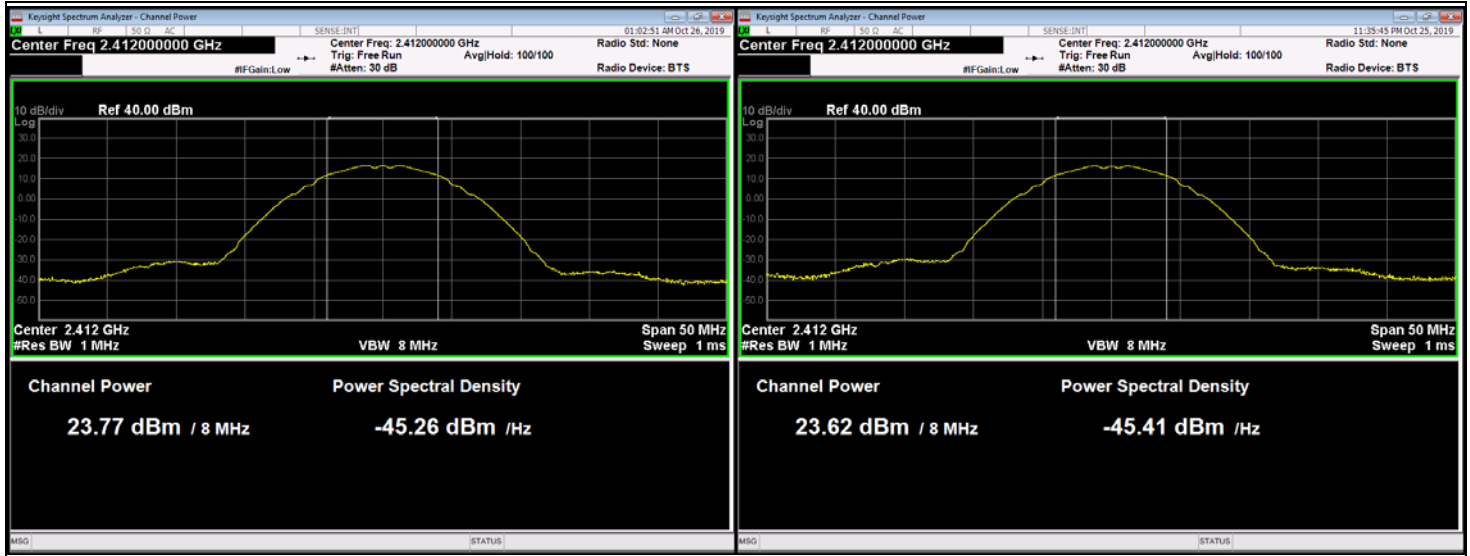 Keysight Spectrum Analyzer - Channel Power
L RF 50 Ω AC SENSE:INT 01:02:51 AM Oct 26, 2019
Center Freq 2.412000000 GHz
Center Freq: 2.412000000 GHz Radio Std: None
Trig: Free Run Avg|Hold: 100/100
#IFGain:Low #Atten: 30 dB Radio Device: BTS
10 dB/div Ref 40.00 dBm
Log
30.0
20.0
10.0
0.00
-10.0
-20.0
-30.0
-40.0
-50.0
Center 2.412 GHz Span 50 MHz
#Res BW 1 MHz VBW 8 MHz Sweep 1 ms
Channel Power Power Spectral Density
23.77 dBm / 8 MHz -45.26 dBm /Hz
MSG STATUS
Keysight Spectrum Analyzer - Channel Power
L RF 50 Ω AC SENSE:INT 11:35:45 PM Oct 25, 2019
Center Freq 2.412000000 GHz
Center Freq: 2.412000000 GHz Radio Std: None
Trig: Free Run Avg|Hold: 100/100
#IFGain:Low #Atten: 30 dB Radio Device: BTS
10 dB/div Ref 40.00 dBm
Log
30.0
20.0
10.0
0.00
-10.0
-20.0
-30.0
-40.0
-50.0
Center 2.412 GHz Span 50 MHz
#Res BW 1 MHz VBW 8 MHz Sweep 1 ms
Channel Power Power Spectral Density
23.62 dBm / 8 MHz -45.41 dBm /Hz
MSG STATUS